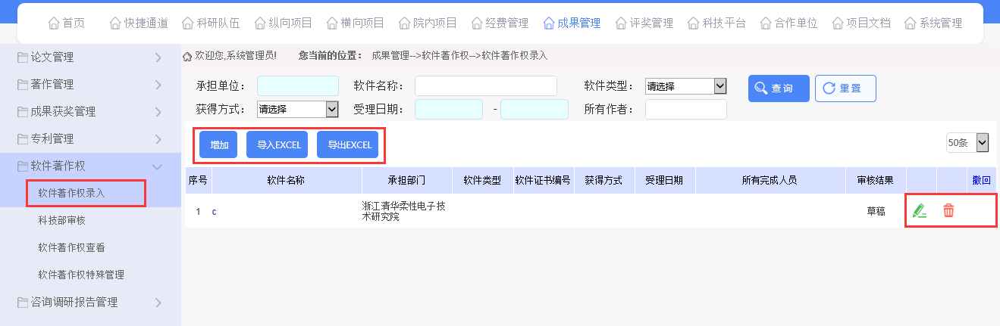 首页 快捷通道 科研队伍 纵向项目 横向项目 院内项目 经费管理 成果管理 评奖管理 科技平台 合作单位 项目文档 系统管理
论文管理
著作管理
成果获奖管理
专利管理
软件著作权
软件著作权录入
科技部审核
软件著作权查看
软件著作权特殊管理
咨询调研报告管理
欢迎您,系统管理员! 您当前的位置: 成果管理-->软件著作权-->软件著作权录入
承担单位: 软件名称: 软件类型: 请选择 查询 重置
获得方式: 请选择 受理日期: - 所有作者:
增加 导入EXCEL 导出EXCEL 50条
序号 软件名称 承担部门 软件类型 软件证书编号 获得方式 受理日期 所有完成人员 审核结果 撤回
1 c 浙江清华柔性电子技 草稿
术研究院